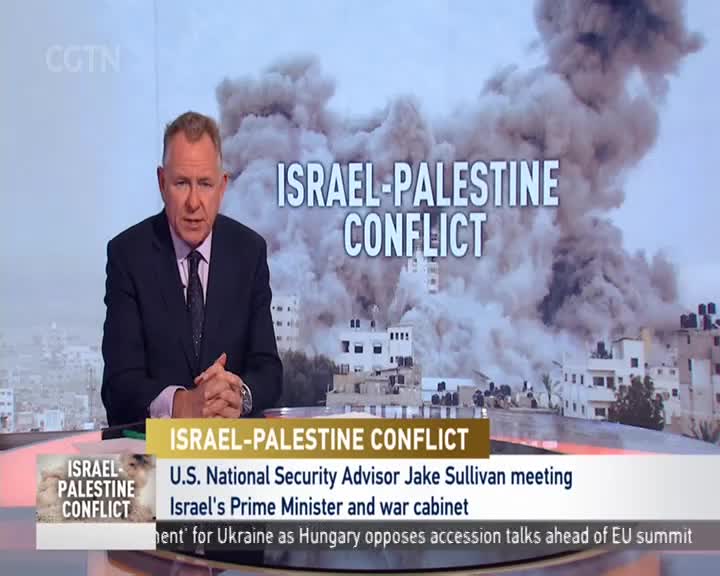 CGTN
ISRAEL-PALESTINE
CONFLICT
ISRAEL-PALESTINE CONFLICT
ISRAEL-
PALESTINE
CONFLICT
U.S. National Security Advisor Jake Sullivan meeting
Israel's Prime Minister and war cabinet
for Ukraine as Hungary opposes accession talks ahead of EU summit